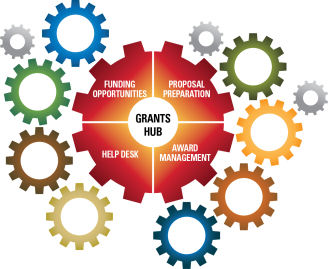 FUNDING
OPPORTUNITIES
PROPOSAL
PREPARATION
GRANTS
HUB
HELP DESK
AWARD
MANAGEMENT